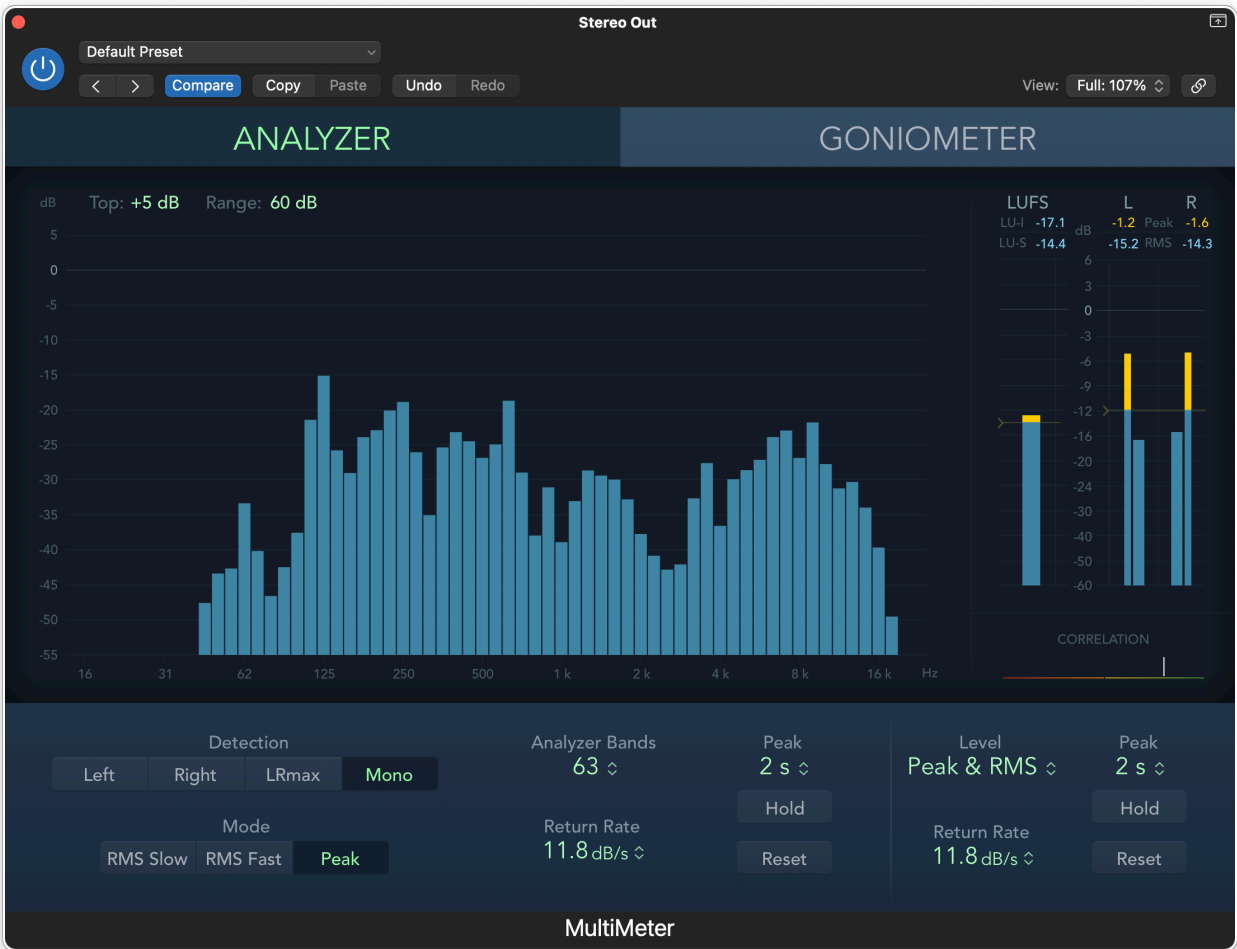 Stereo Out
Default Preset
Compare Copy Paste Undo Redo View: Full: 107%
ANALYZER GONIOMETER
dB Top: +5 dB Range: 60 dB
5
0
-5
-10
-15
-20
-25
-30
-35
-40
-45
-50
-55
16 31 62 125 250 500 1 k 2 k 4 k 8 k 16 k Hz
LUFS L R
LU-I -17.1 -1.2 Peak -1.6
dB
LU-S -14.4 -15.2 RMS -14.3
6
3
0
-3
-6
-9
-12
-16
-20
-24
-30
-40
-50
-60
CORRELATION
Detection
Left Right LRmax Mono
Mode
RMS Slow RMS Fast Peak
Analyzer Bands
63
Return Rate
11.8 dB/s
Peak
2 s
Hold
Reset
Level
Peak & RMS
Return Rate
11.8 dB/s
Peak
2 s
Hold
Reset
MultiMeter